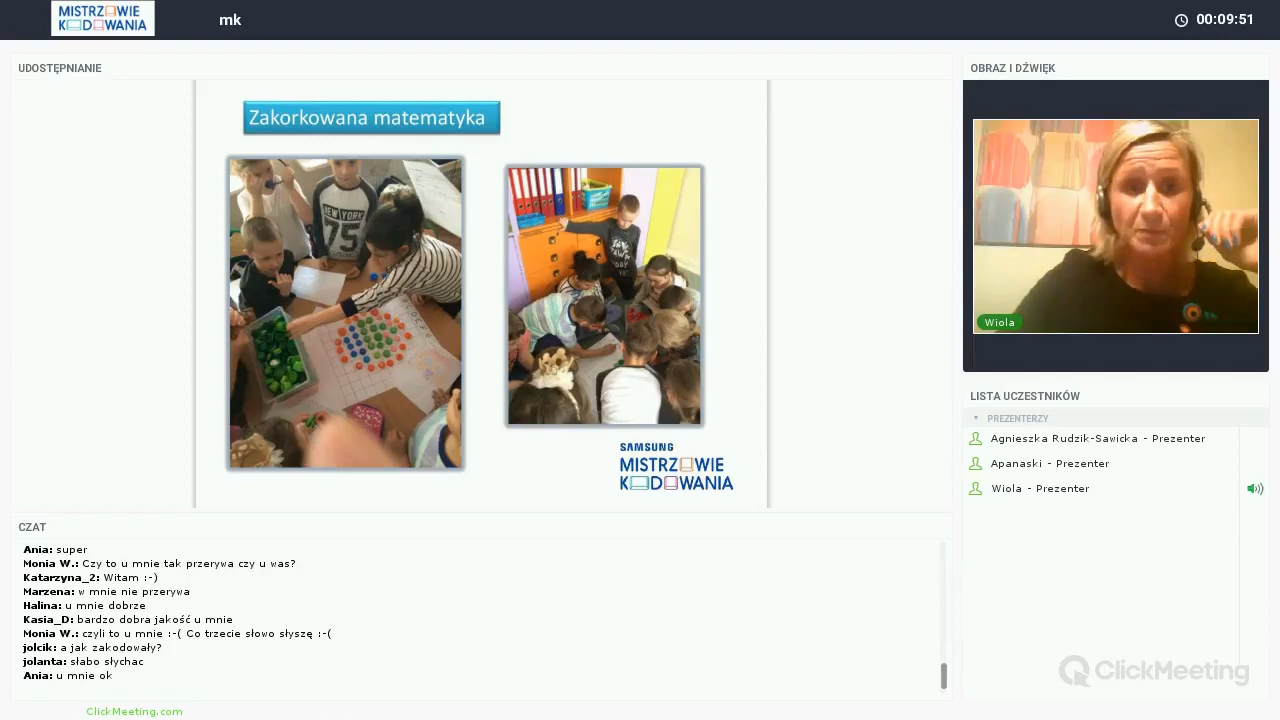 MISTRZOWIE
KODOWANIA
mk
00:09:51
UDOSTĘPNIANIE
Zakorkowana matematyka
NEW YORK
75
SAMSUNG
MISTRZOWIE
KODOWANIA
OBRAZ I DŹWIĘK
Wiola
LISTA UCZESTNIKÓW
PREZENTERZY
Agnieszka Rudzik-Sawicka - Prezenter
Apanaski - Prezenter
Wiola - Prezenter
CZAT
Ania: super
Monia W.: Czy to u mnie tak przerywa czy u was?
Katarzyna_2: Witam :-)
Marzena: w mnie nie przerywa
Halina: u mnie dobrze
Kasia_D: bardzo dobra jakość u mnie
Monia W.: czyli to u mnie :-( Co trzecie słowo słyszę :-(
jolcik: a jak zakodowały?
jolanta: słabo słychac
Ania: u mnie ok
ClickMeeting
ClickMeeting.com